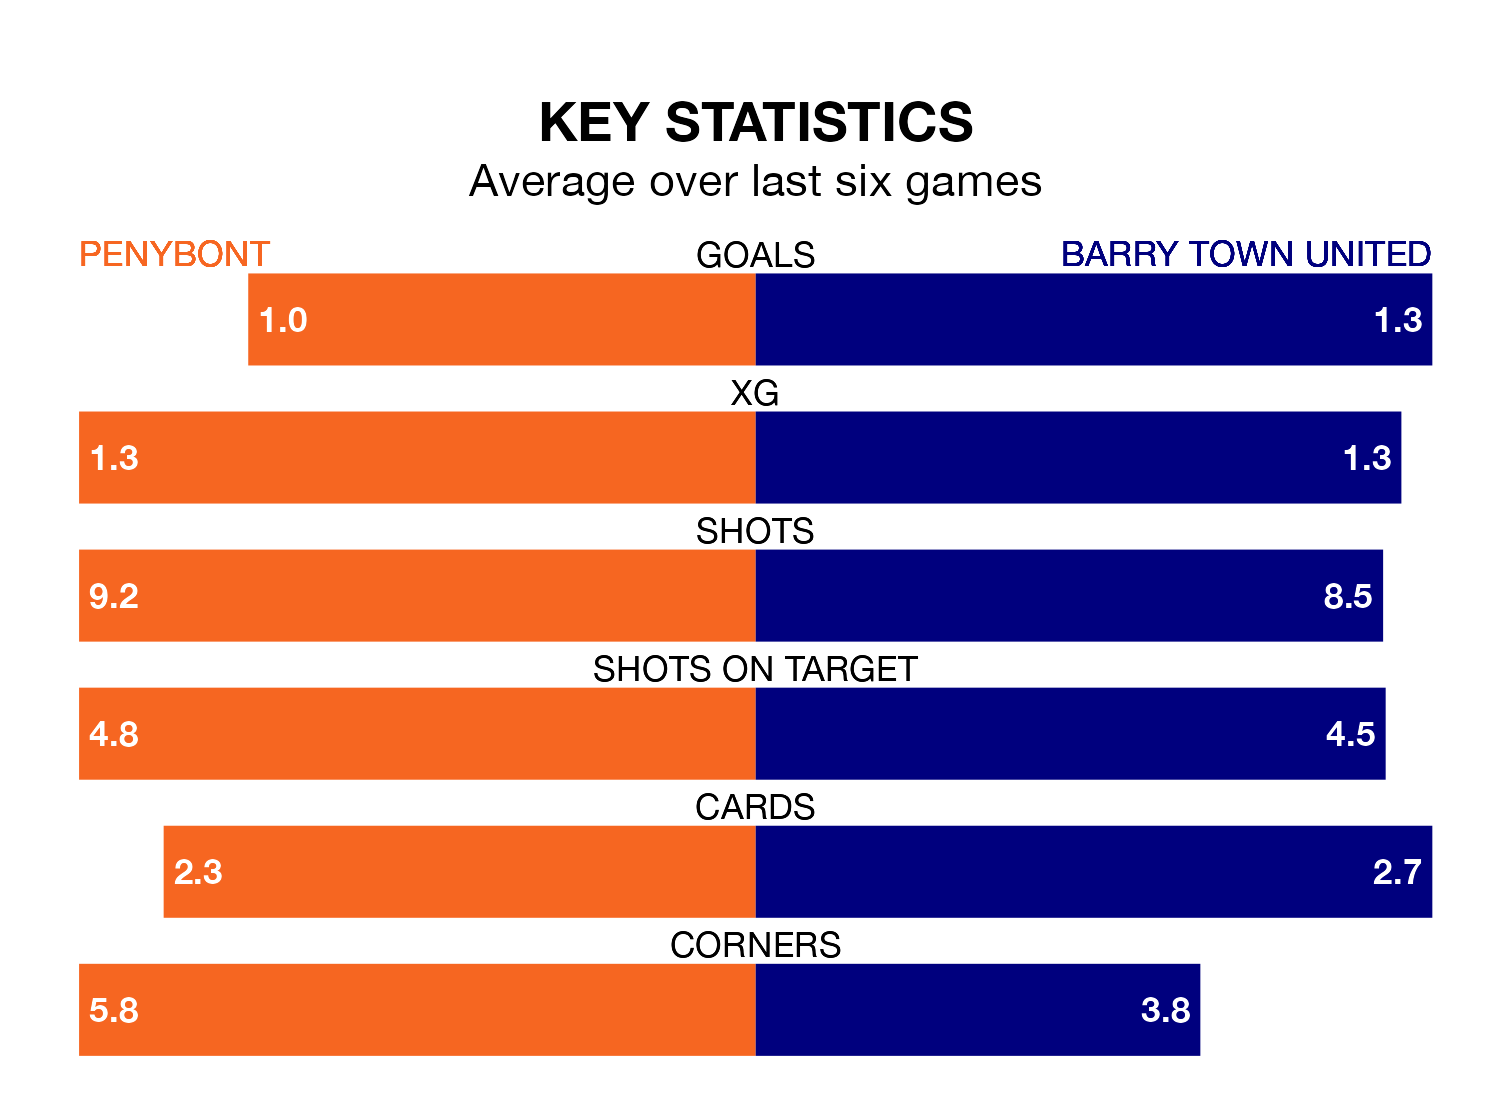 KEY STATISTICS
Average over last six games
PENYBONT GOALS BARRY TOWN UNITED
1.0 1.3
XG
1.3 1.3
SHOTS
9.2 8.5
SHOTS ON TARGET
4.8 4.5
CARDS
2.3 2.7
CORNERS
5.8 3.8